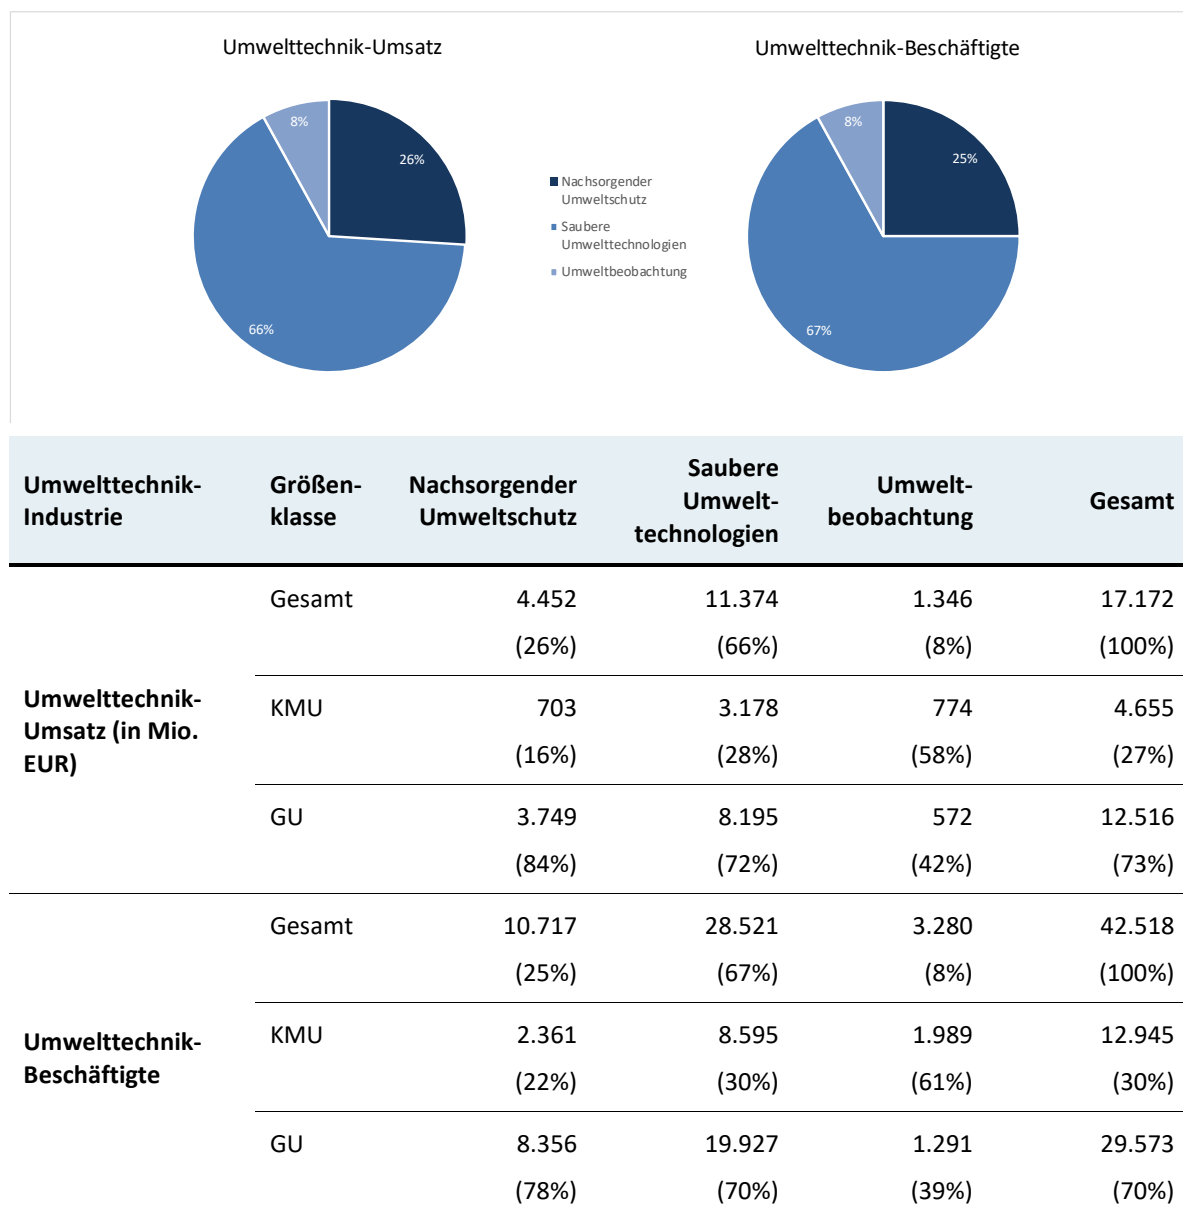 Umwelttechnik-Umsatz
8%
26%
66%
Nachsorgender
Umweltschutz
Saubere
Umwelttechnologien
Umweltbeobachtung
Umwelttechnik-Beschäftigte
8%
25%
67%
Umwelttechnik-
Industrie
Größen-
klasse
Nachsorgender
Umweltschutz
Saubere
Umwelt-
technologien
Umwelt-
beobachtung
Gesamt
Umwelttechnik-
Umsatz (in Mio.
EUR)
Gesamt 4.452 11.374 1.346 17.172
(26%) (66%) (8%) (100%)
KMU 703 3.178 774 4.655
(16%) (28%) (58%) (27%)
GU 3.749 8.195 572 12.516
(84%) (72%) (42%) (73%)
Umwelttechnik-
Beschäftigte
Gesamt 10.717 28.521 3.280 42.518
(25%) (67%) (8%) (100%)
KMU 2.361 8.595 1.989 12.945
(22%) (30%) (61%) (30%)
GU 8.356 19.927 1.291 29.573
(78%) (70%) (39%) (70%)